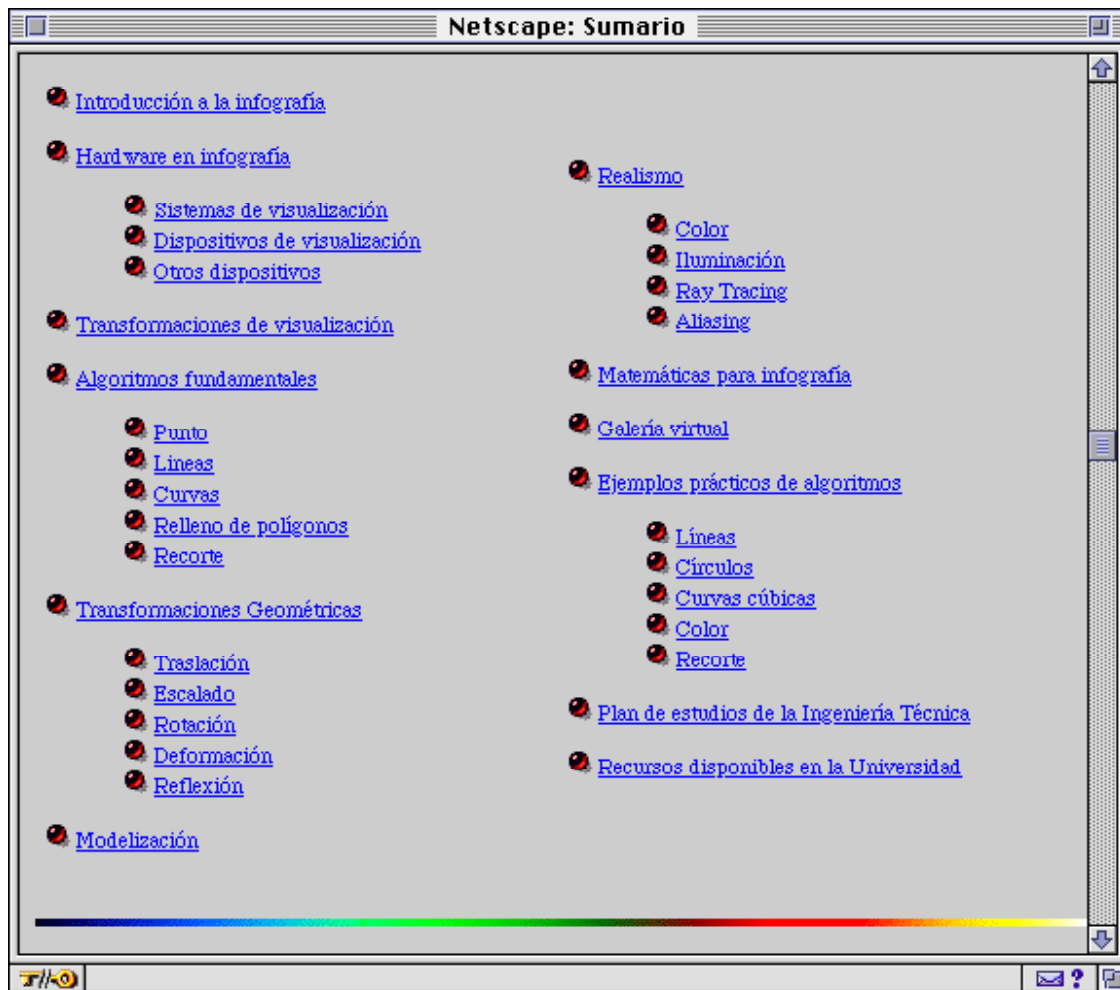 Netscape: Sumario
Introducción a la infografía
Hardware en infografía
Sistemas de visualización
Dispositivos de visualización
Otros dispositivos
Transformaciones de visualización
Algoritmos fundamentales
Punto
Lineas
Curvas
Relleno de polígonos
Recorte
Transformaciones Geométricas
Traslación
Escalado
Rotación
Deformación
Reflexión
Modelización
Realismo
Color
Iluminación
Ray Tracing
Aliasing
Matemáticas para infografía
Galería virtual
Ejemplos prácticos de algoritmos
Líneas
Círculos
Curvas cúbicas
Color
Recorte
Plan de estudios de la Ingeniería Técnica
Recursos disponibles en la Universidad
?